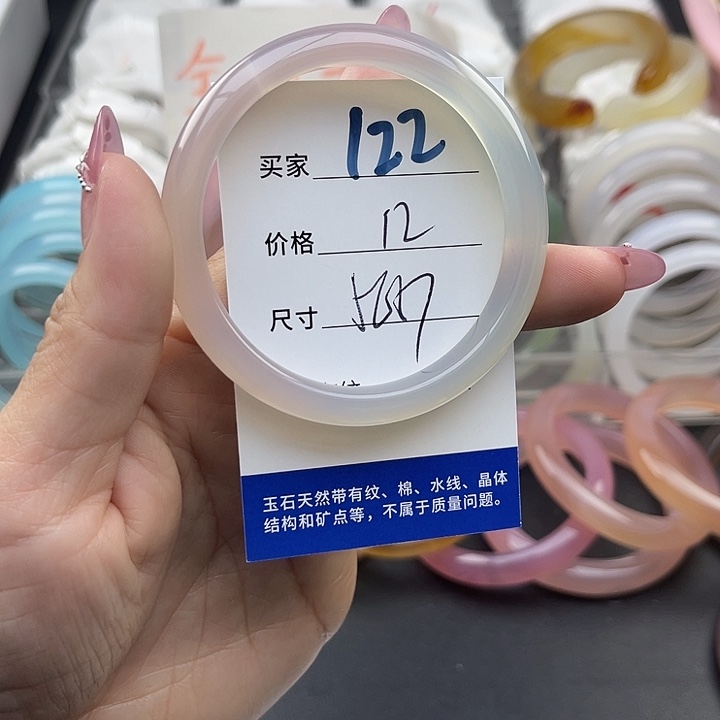 买家 122
价格 12
尺寸
玉石天然带有纹、棉、水线、晶体
结构和矿点等，不属于质量问题。